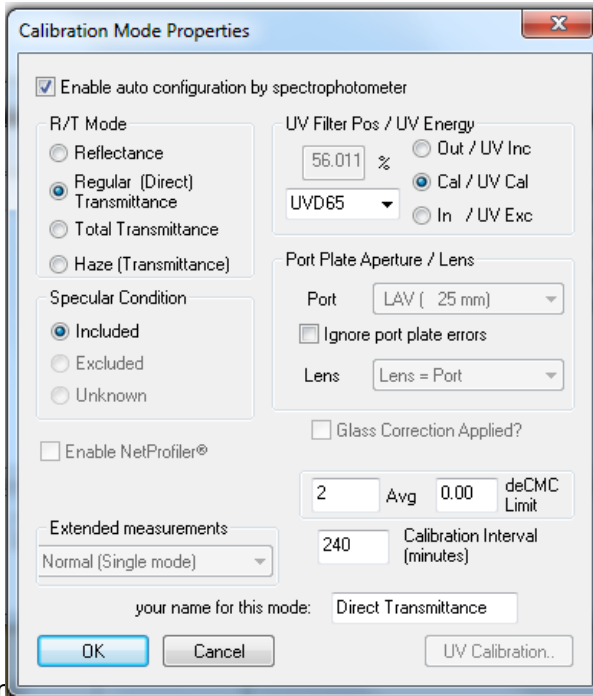 Calibration Mode Properties
Enable auto configuration by spectrophotometer
R/T Mode
Reflectance
Regular (Direct)
Transmittance
Total Transmittance
Haze (Transmittance)
UV Filter Pos / UV Energy
56.011 %
UVD65
Out / UV Inc
Cal / UV Cal
In / UV Exc
Specular Condition
Included
Excluded
Unknown
Port Plate Aperture / Lens
Port LAV ( 25 mm)
Ignore port plate errors
Lens Lens = Port
Enable NetProfiler®
Glass Correction Applied?
2 Avg 0.00 deCMC
Limit
Extended measurements
Normal (Single mode)
240 Calibration Interval
(minutes)
your name for this mode: Direct Transmittance
OK Cancel UV Calibration..